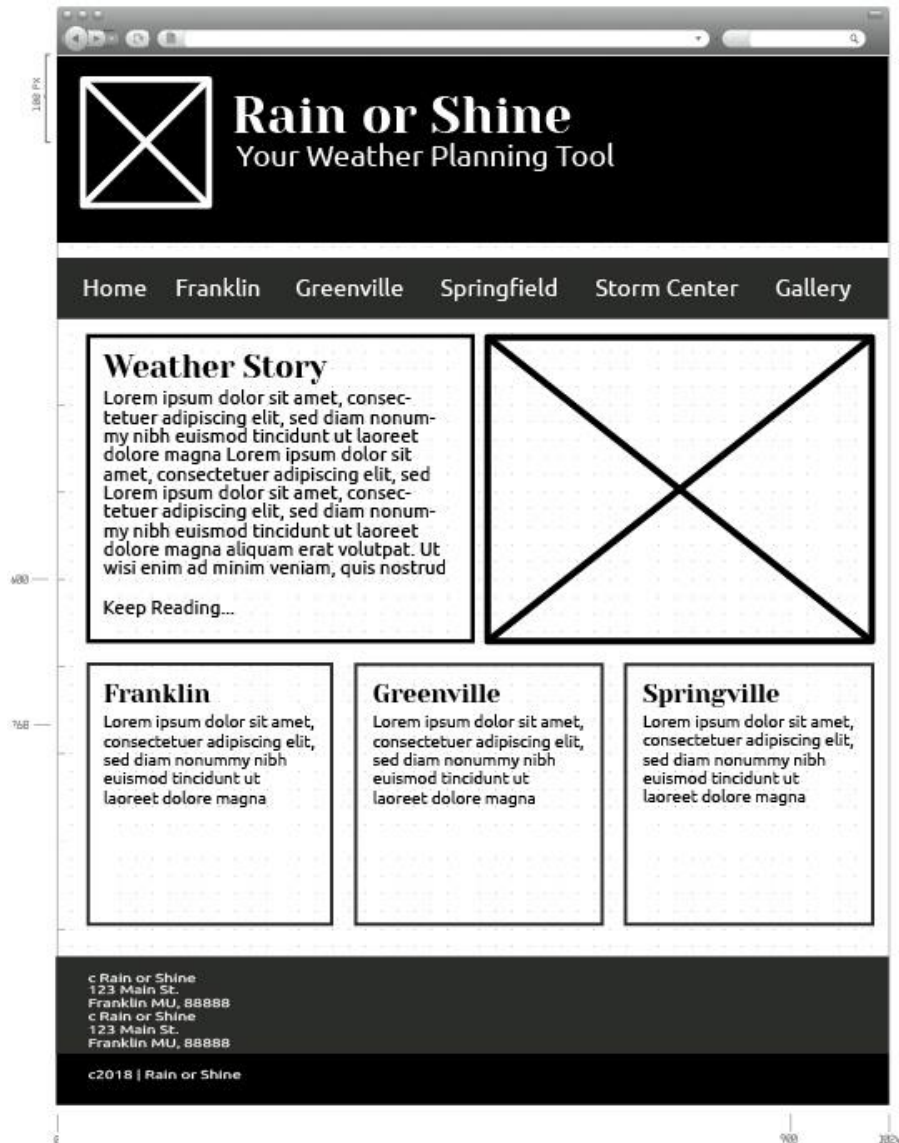 100 Px
Rain or Shine
Your Weather Planning Tool
Home Franklin Greenville Springfield Storm Center Gallery
Weather Story
Lorem ipsum dolor sit amet, consec-
tetuer adipiscing elit, sed diam nonum-
my nibh euismod tincidunt ut laoreet
dolore magna Lorem ipsum dolor sit
amet, consectetuer adipiscing elit, sed
Lorem ipsum dolor sit amet, consec-
tetuer adipiscing elit, sed diam nonum-
my nibh euismod tincidunt ut laoreet
dolore magna aliquam erat volutpat. Ut
wisi enim ad minim veniam, quis nostrud
Keep Reading...
600
Franklin
Lorem ipsum dolor sit amet,
consectetuer adipiscing elit,
sed diam nonummy nibh
euismod tincidunt ut
laoreet dolore magna
Greenville
Lorem ipsum dolor sit amet,
consectetuer adipiscing elit,
sed diam nonummy nibh
euismod tincidunt ut
laoreet dolore magna
Springville
Lorem ipsum dolor sit amet,
consectetuer adipiscing elit,
sed diam nonummy nibh
euismod tincidunt ut
laoreet dolore magna
768
c Rain or Shine
123 Main St.
Franklin MU, 88888
c Rain or Shine
123 Main St.
Franklin MU, 88888
c2018 | Rain or Shine
0 900